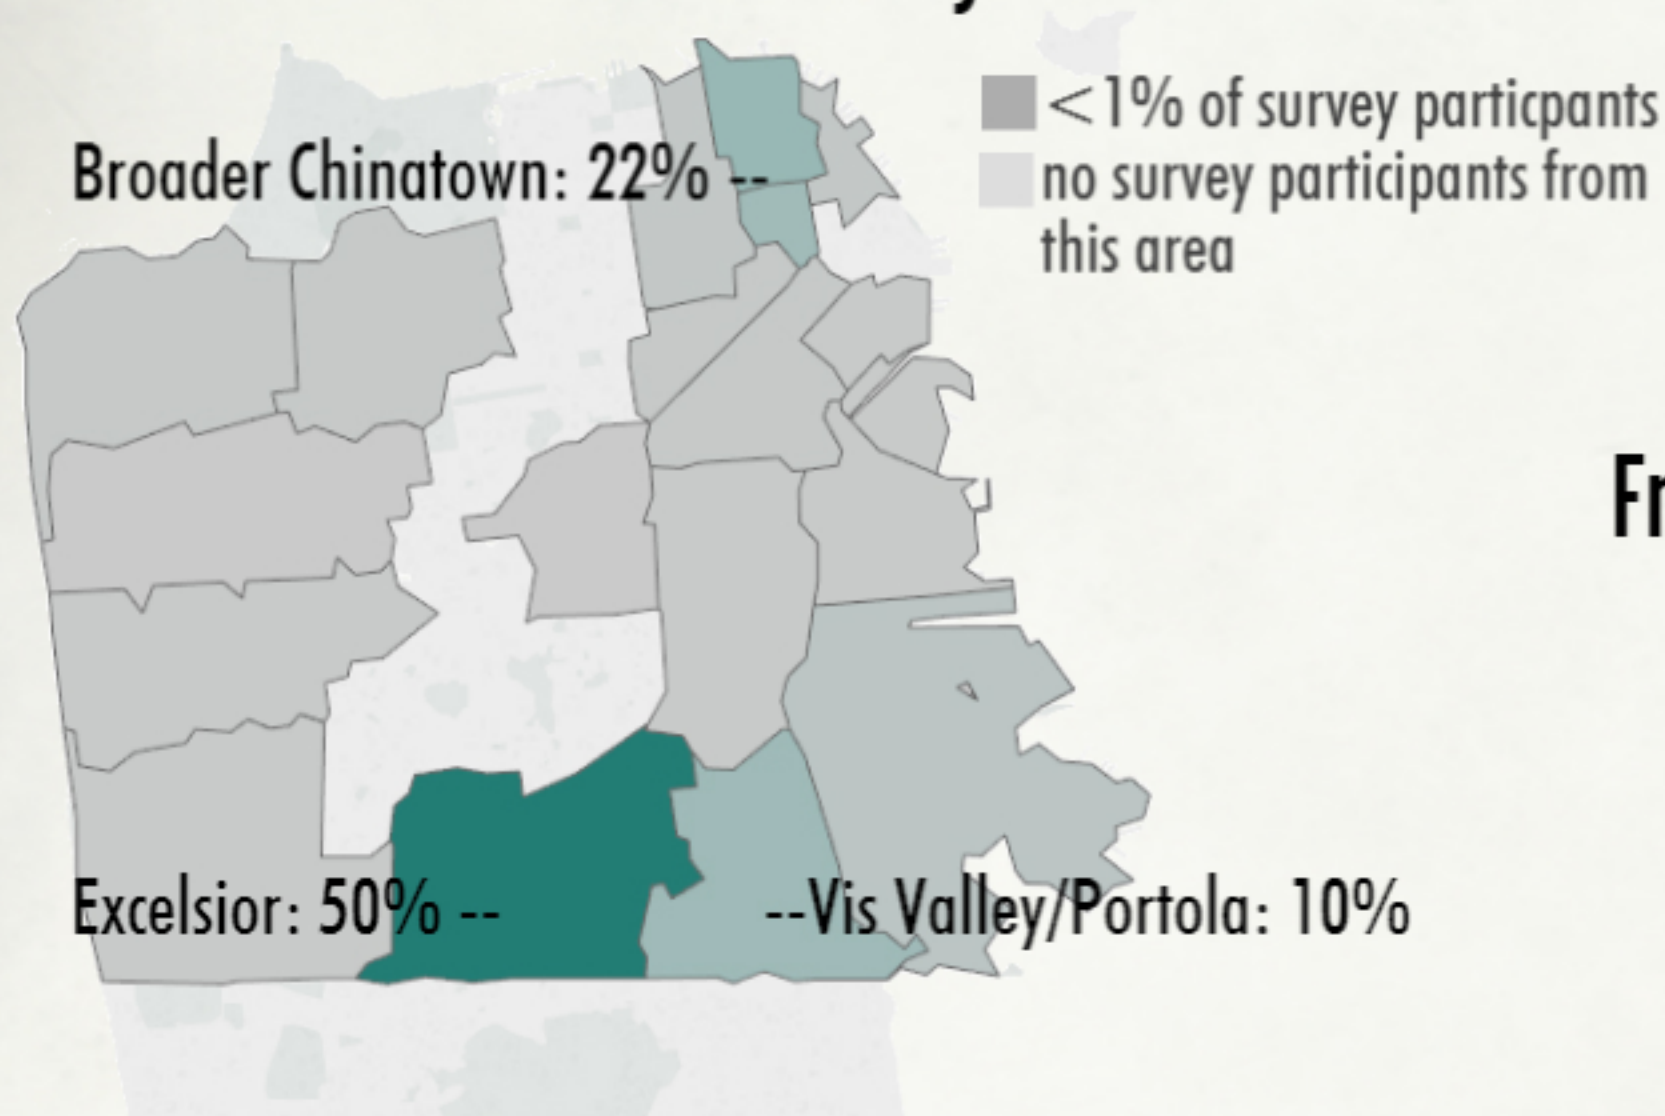 <1% of survey particpants
Broader Chinatown: 22% --
no survey participants from
this area
Excelsior: 50% --
--Vis Valley/Portola: 10%